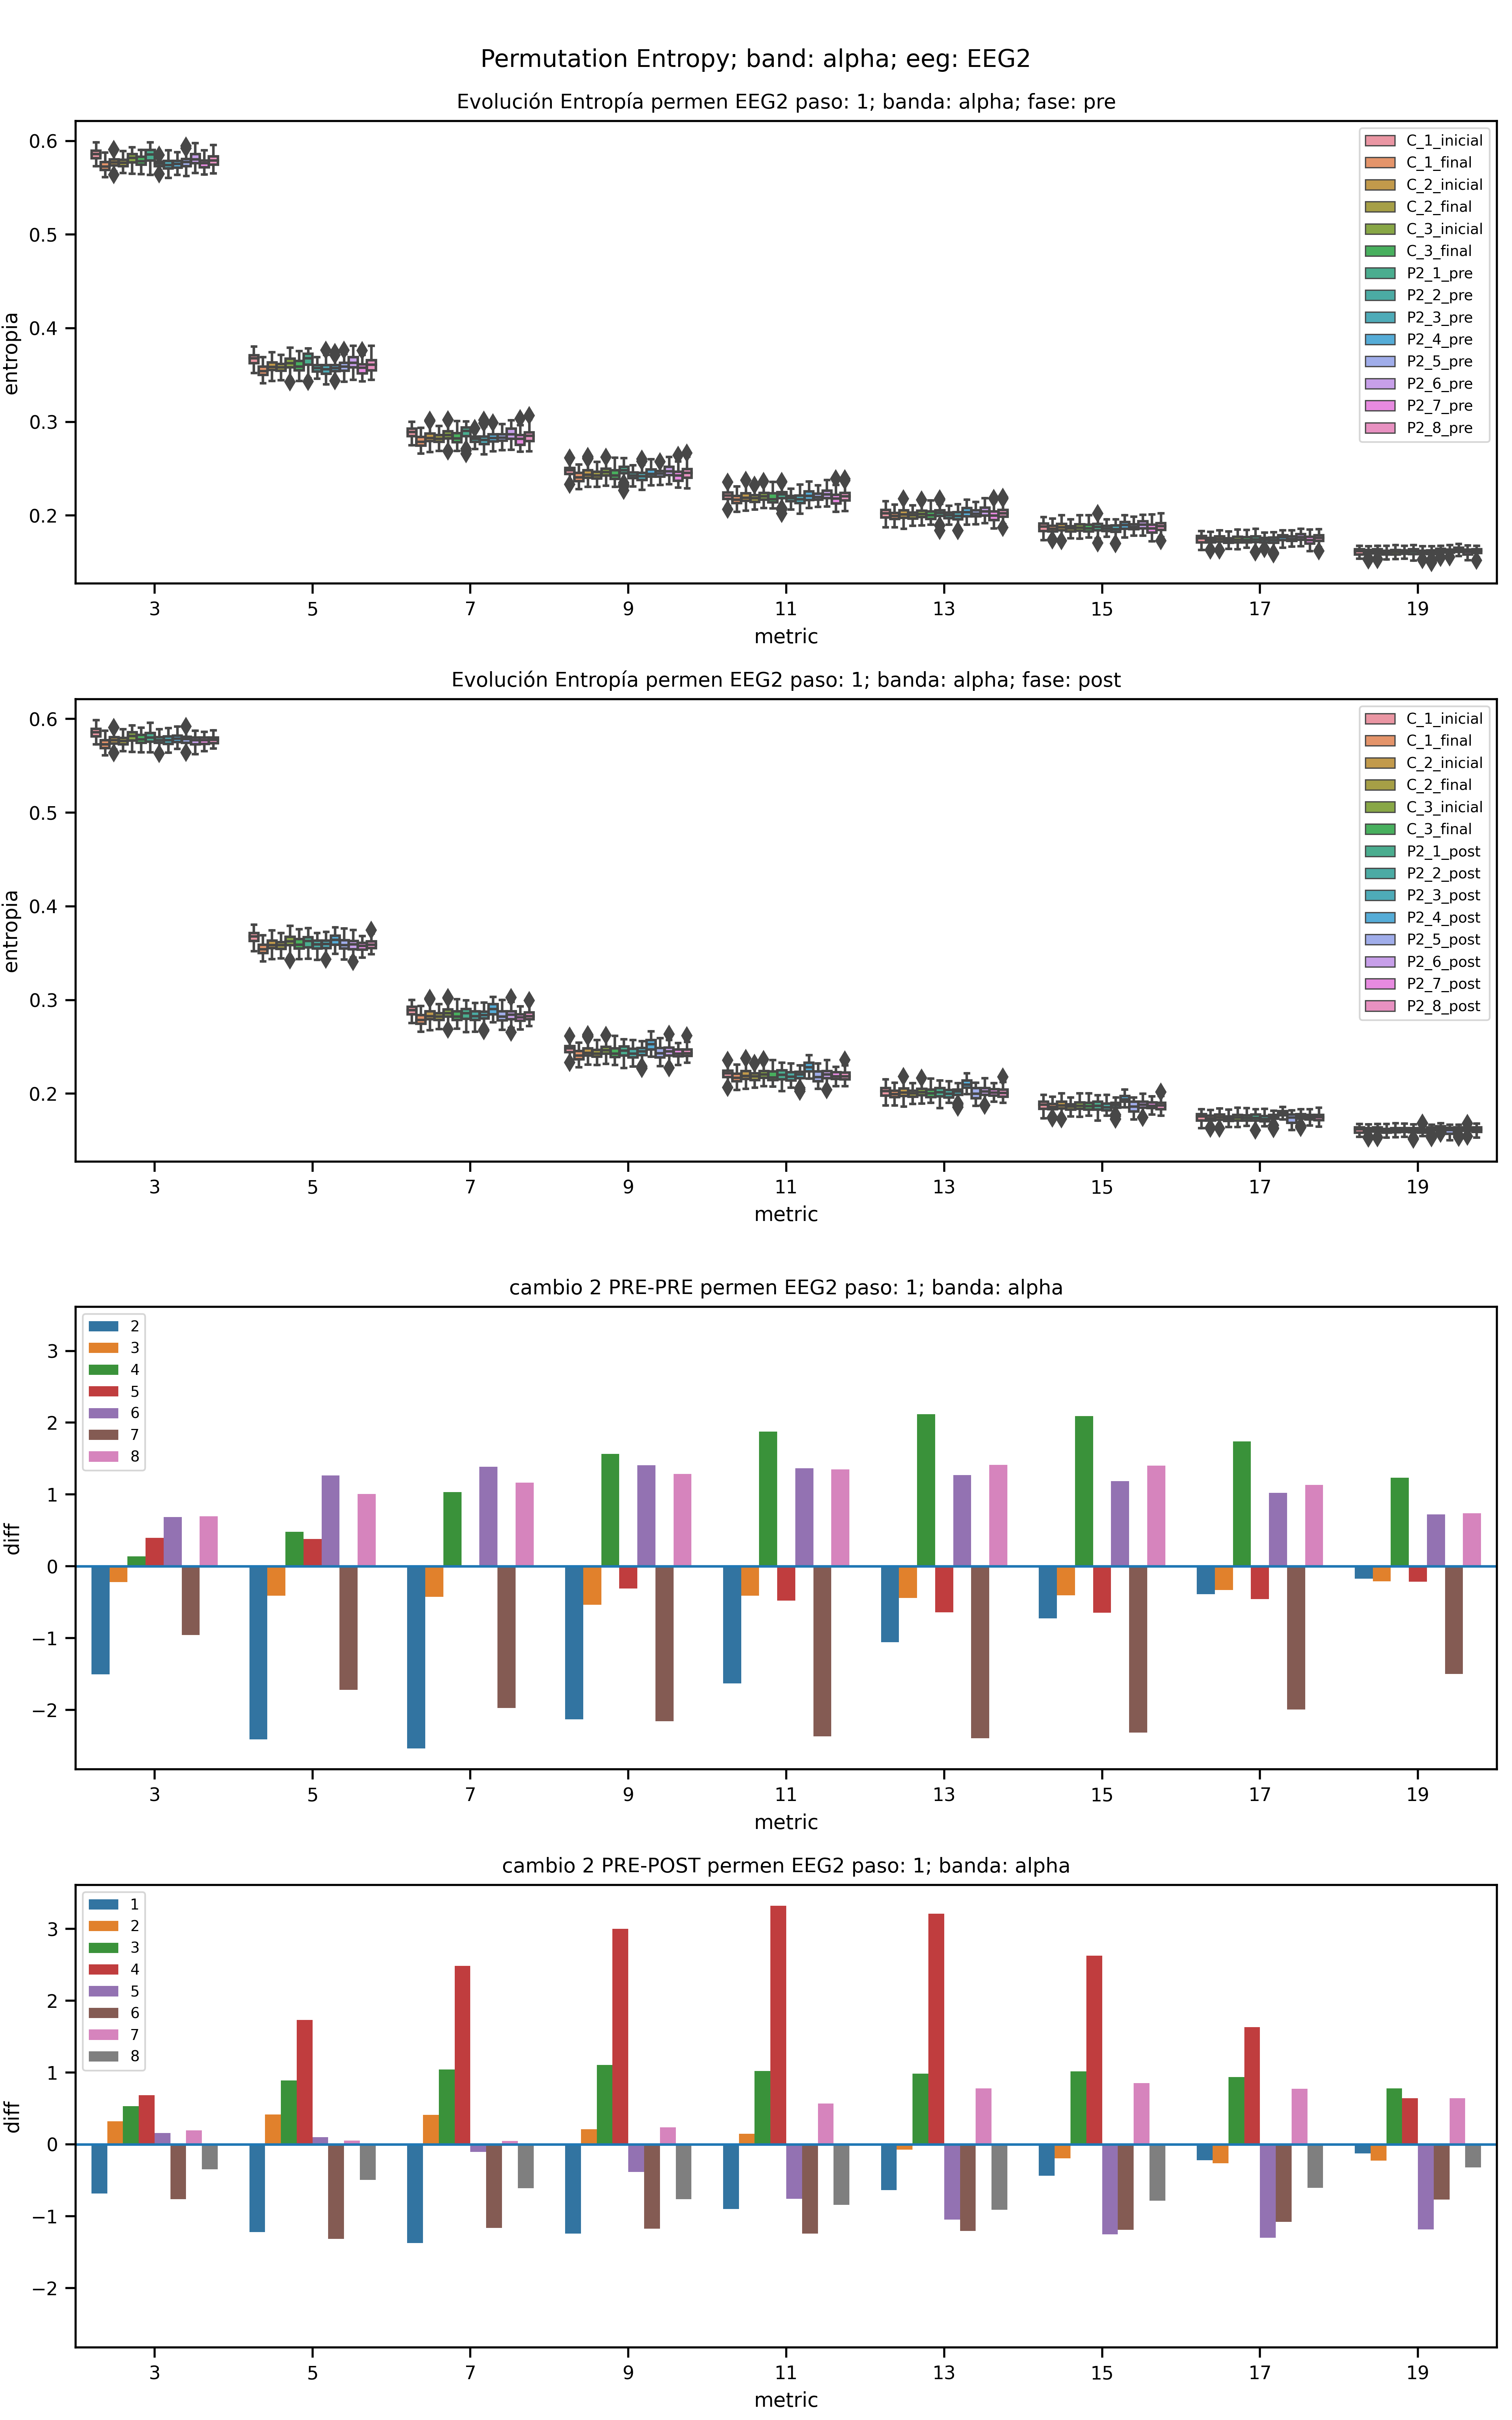 Permutation Entropy; band: alpha; eeg: EEG2
Evolución Entropía permen EEG2 paso: 1; banda: alpha; fase: pre
entropia
0.6
0.5
0.4
0.3
0.2
C_1_inicial
C_1_final
C_2_inicial
C_2_final
C_3_inicial
C_3_final
P2_1_pre
P2_2_pre
P2_3_pre
P2_4_pre
P2_5_pre
P2_6_pre
P2_7_pre
P2_8_pre
3 5 7 9 11 13 15 17 19
metric
Evolución Entropía permen EEG2 paso: 1; banda: alpha; fase: post
entropia
0.6
0.5
0.4
0.3
0.2
C_1_inicial
C_1_final
C_2_inicial
C_2_final
C_3_inicial
C_3_final
P2_1_post
P2_2_post
P2_3_post
P2_4_post
P2_5_post
P2_6_post
P2_7_post
P2_8_post
3 5 7 9 11 13 15 17 19
metric
cambio 2 PRE-PRE permen EEG2 paso: 1; banda: alpha
diff
3
2
1
0
−1
−2
2
3
4
5
6
7
8
3 5 7 9 11 13 15 17 19
metric
cambio 2 PRE-POST permen EEG2 paso: 1; banda: alpha
diff
3
2
1
0
−1
−2
1
2
3
4
5
6
7
8
3 5 7 9 11 13 15 17 19
metric